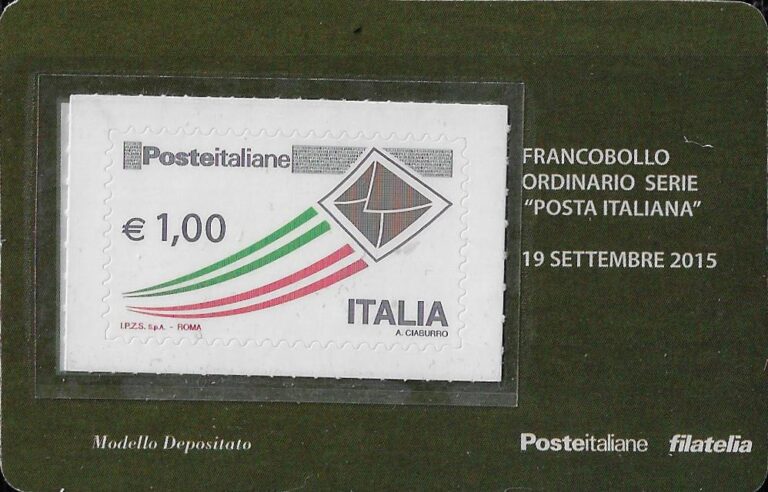 Posteitaliane
€ 1,00
ITALIA
I.P.Z.S. S.p.A. - ROMA
A. CIABURRO
FRANCOBOLLO
ORDINARIO SERIE
"POSTA ITALIANA"
19 SETTEMBRE 2015
Modello Depositato
Posteitaliane filatelia